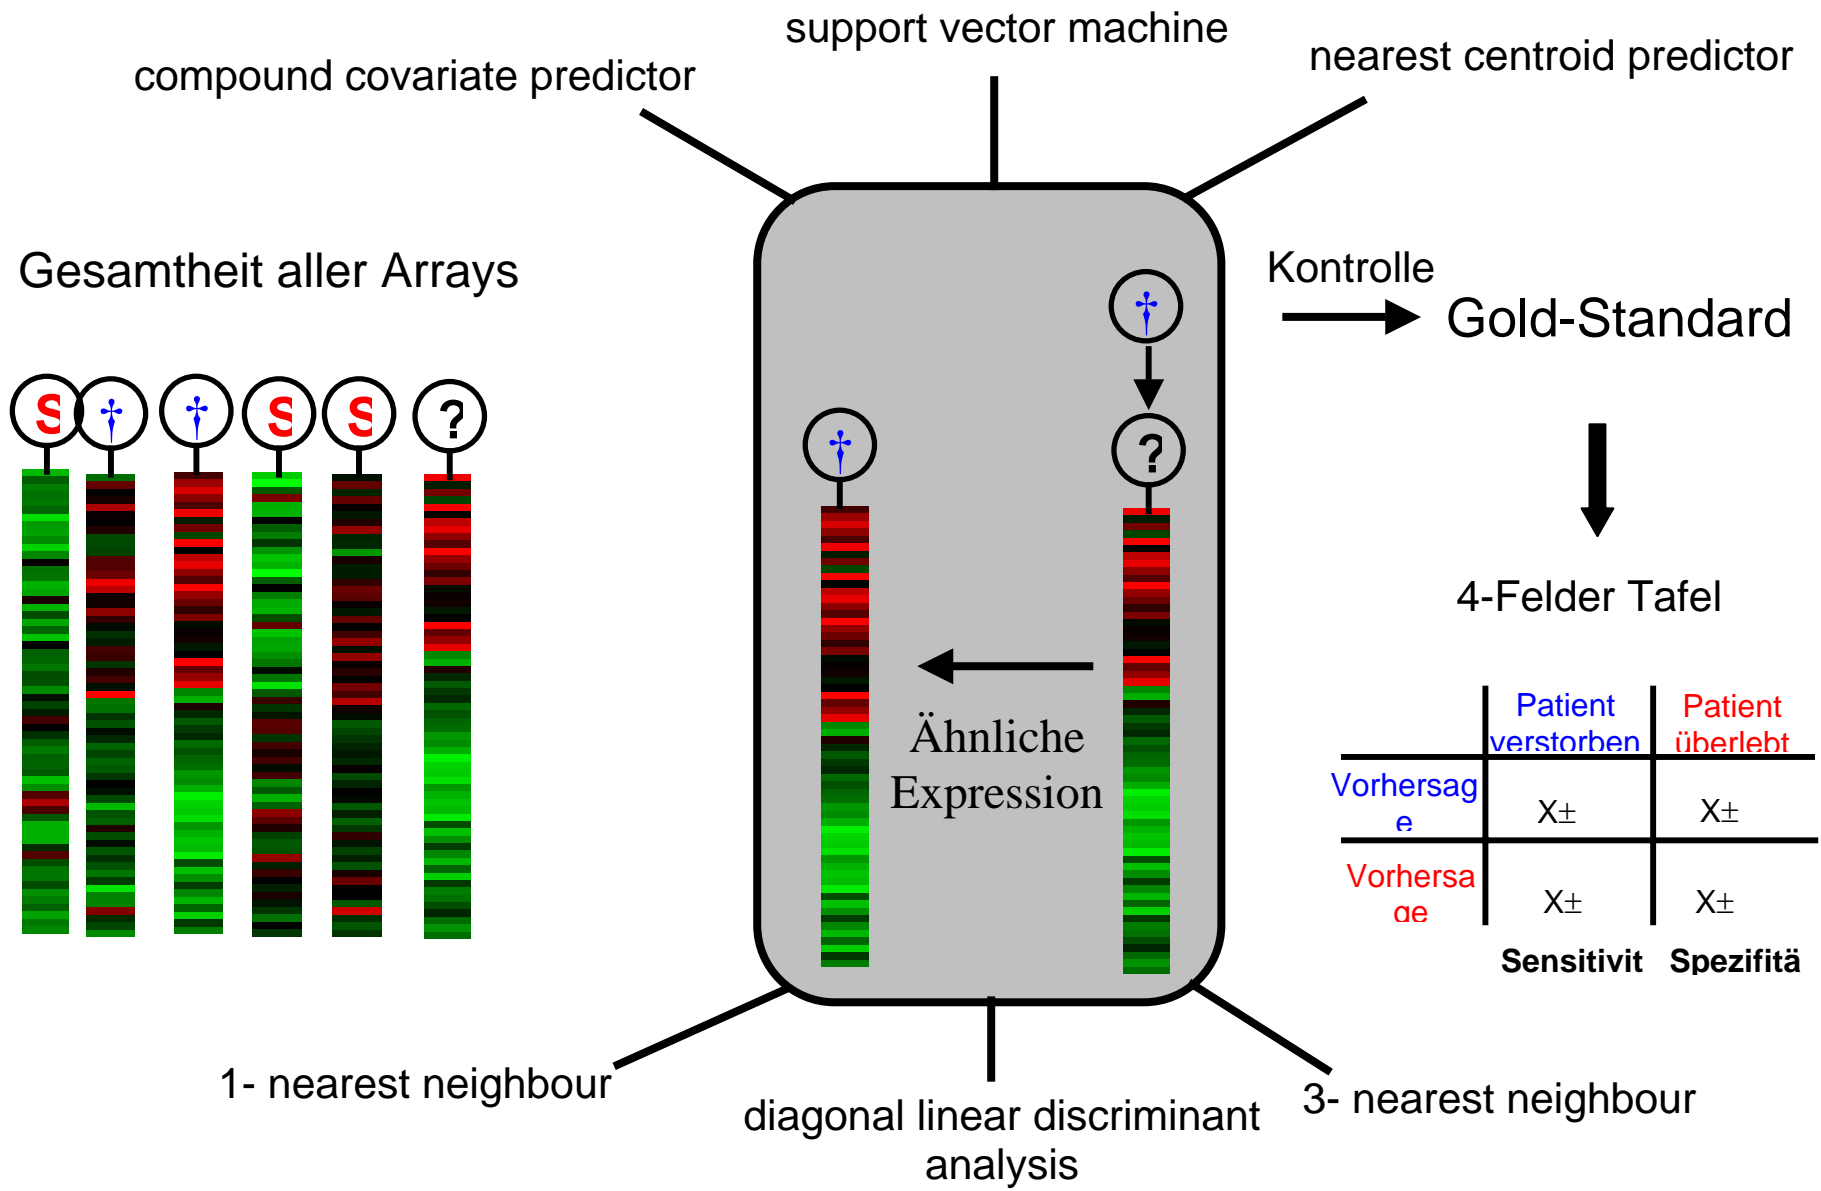 support vector machine
compound covariate predictor
nearest centroid predictor
Gesamtheit aller Arrays
S † † S S ?
†
†
?
Ähnliche
Expression
Kontrolle
Gold-Standard
4-Felder Tafel
Patient
verstorben
Patient
überlebt
Vorhersag
e
X± X±
Vorhersa
ge
X± X±
Sensitivit Spezifitä
1- nearest neighbour
diagonal linear discriminant
analysis
3- nearest neighbour